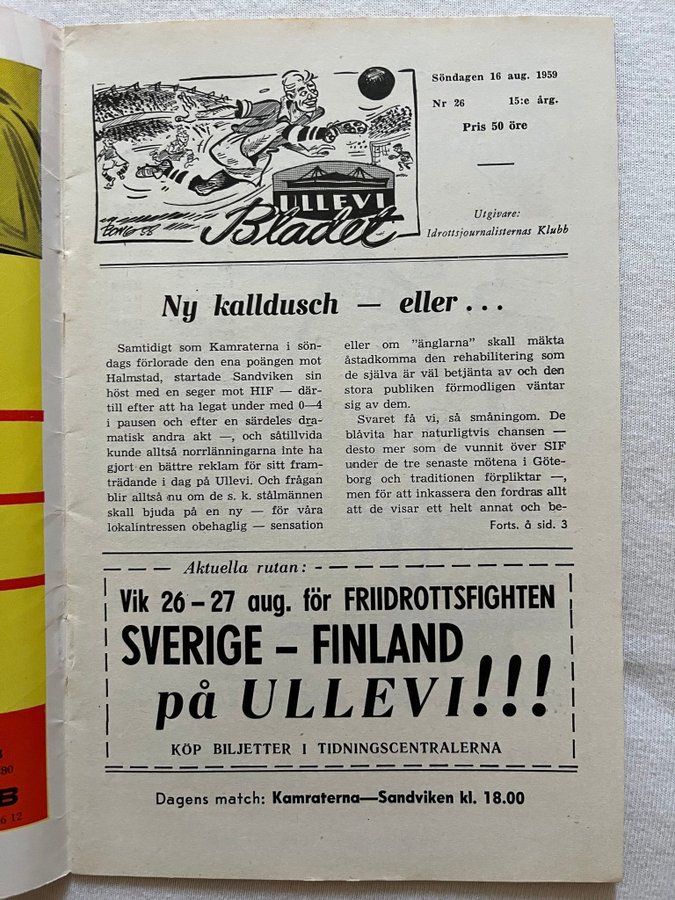 Söndagen 16 aug. 1959
Nr 26 15:e årg.
Pris 50 öre
ULLEVI
Bladet
Utgivare:
Idrottsjournalisternas Klubb
Ny kalldusch — eller...
Samtidigt som Kamraterna i sön-
dags förlorade den ena poängen mot
Halmstad, startade Sandviken sin
höst med en seger mot HIF — där-
till efter att ha legat under med 0—4
i pausen och efter en särdeles dra-
matisk andra akt —, och såtillvida
kunde alltså norrlänningarna inte ha
gjort en bättre reklam för sitt fram-
trädande i dag på Ullevi. Och frågan
blir alltså nu om de s. k. stålmännen
skall bjuda på en ny — för våra
lokalintressen obehaglig — sensation
eller om "änglarna" skall mäkta
åstadkomma den rehabilitering som
de själva är väl betjänta av och den
stora publiken förmodligen väntar
sig av dem.
Svaret få vi, så småningom. De
blåvita har naturligtvis chansen —
desto mer som de vunnit över SIF
under de tre senaste mötena i Göte-
borg och traditionen förpliktar —,
men för att inkassera den fordras allt
att de visar ett helt annat och be-
Forts. å sid. 3
Aktuella rutan:
Vik 26 – 27 aug. för FRIIDROTTSFIGHTEN
SVERIGE – FINLAND
på ULLEVI!!!
KÖP BILJETTER I TIDNINGSCENTRALERNA
Dagens match: Kamraterna—Sandviken kl. 18.00